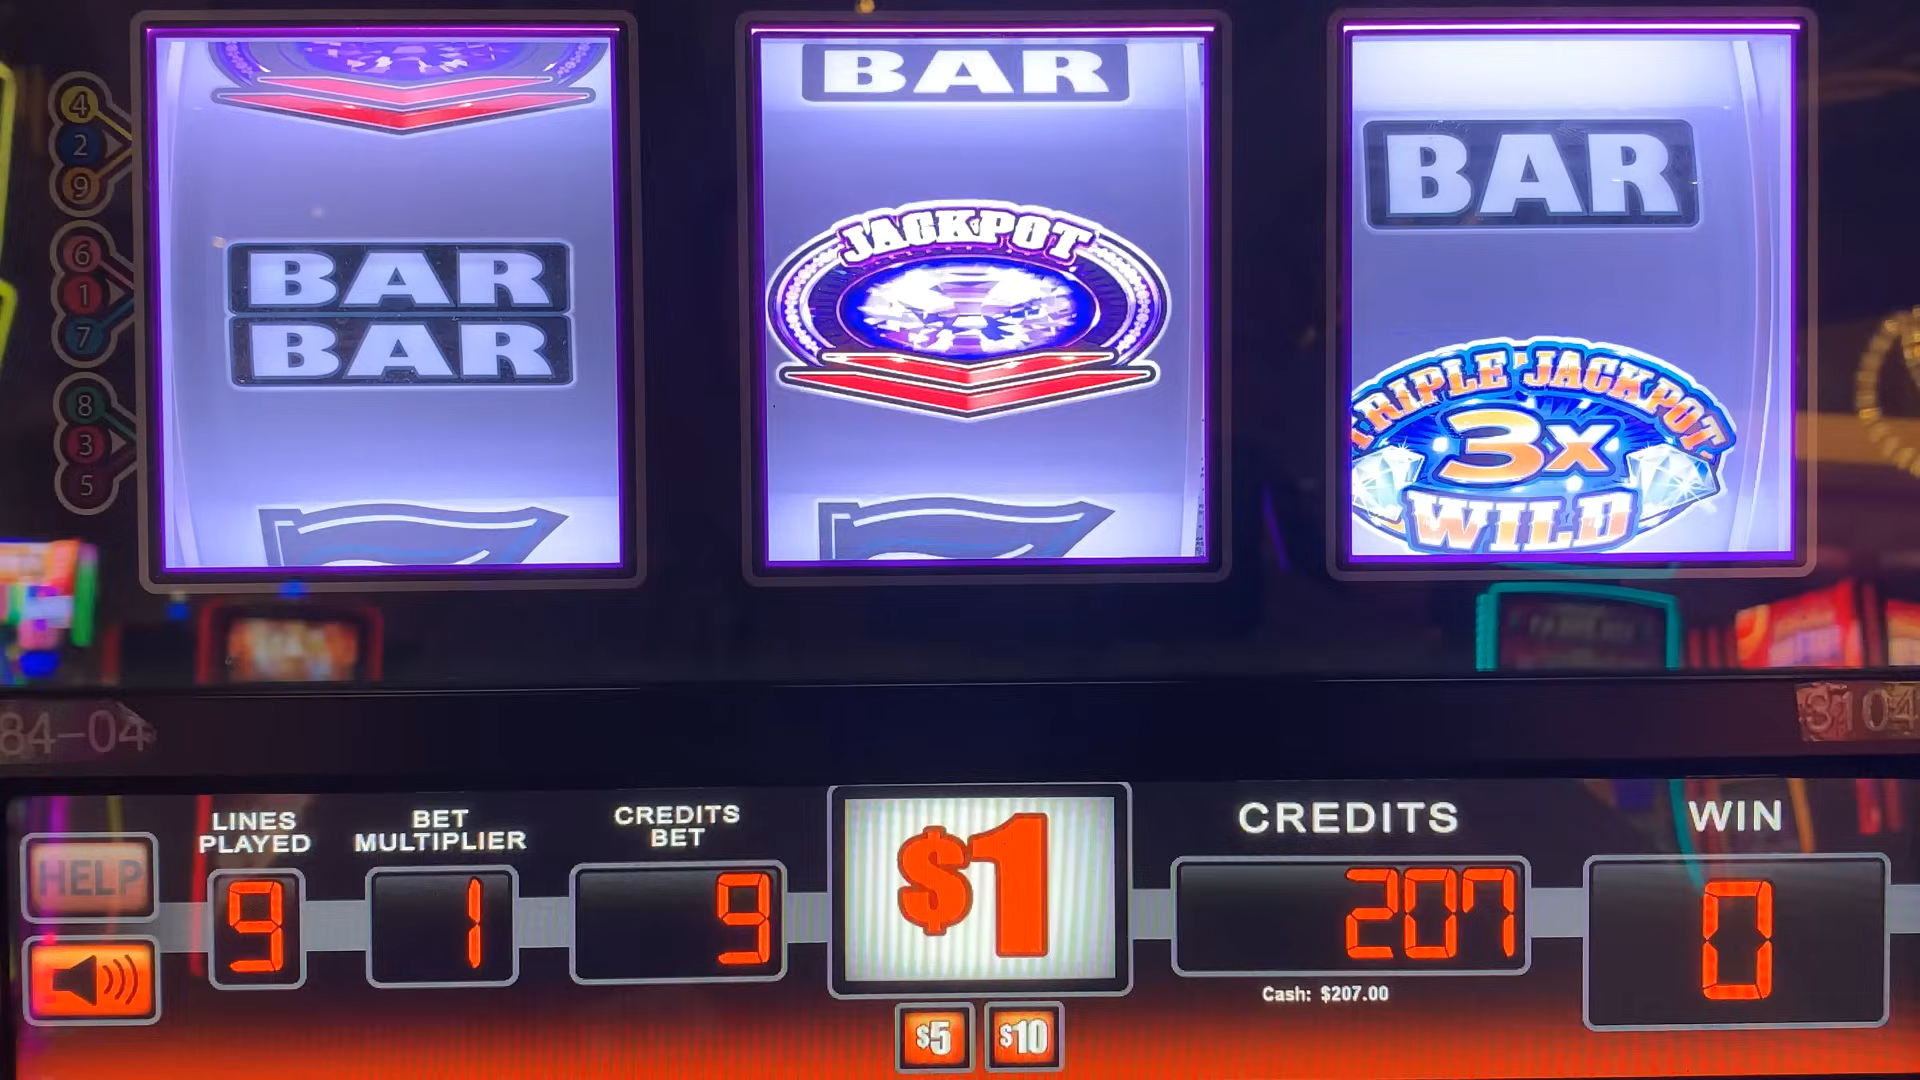 BAR
BAR
JACKPOT
4
2
9
BAR
BAR
6
1
7
TRIPLE JACKPOT
3x
WILD
8
3
5
84-04
3104
LINES
PLAYED
BET
MULTIPLIER
CREDITS
BET
CREDITS
WIN
$1
HELP
9
1
9
207
0
Cash: $207.00
$5
$10